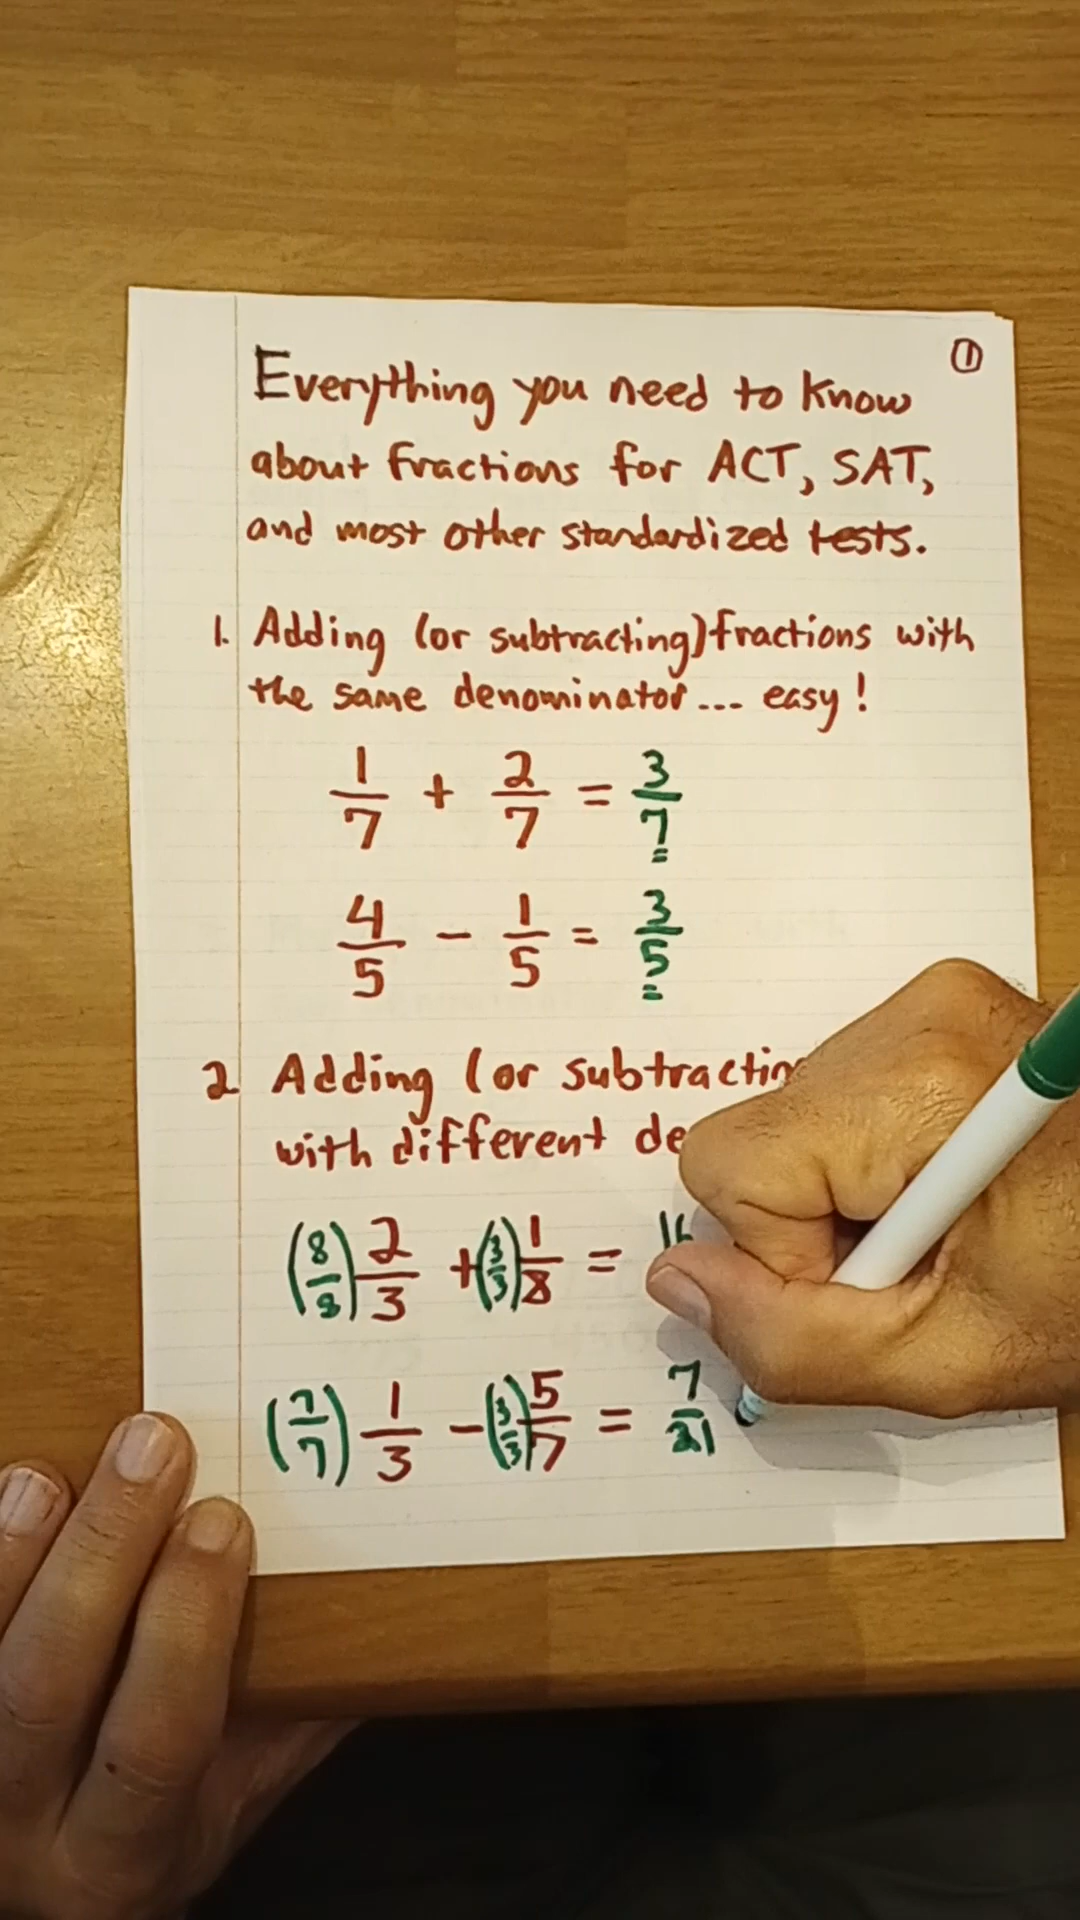 ①
Everything you need to know
about fractions for ACT, SAT,
and most other standardized tests.
1. Adding (or subtracting) fractions with
the same denominator... easy!
1/7 + 2/7 = 3/7
4/5 - 1/5 = 3/5
2 Adding (or subtractin
with different de
(8/8) 2/3 + (3/3) 1/8 = 16
(7/7) 1/3 - (3/3) 5/7 = 7/21